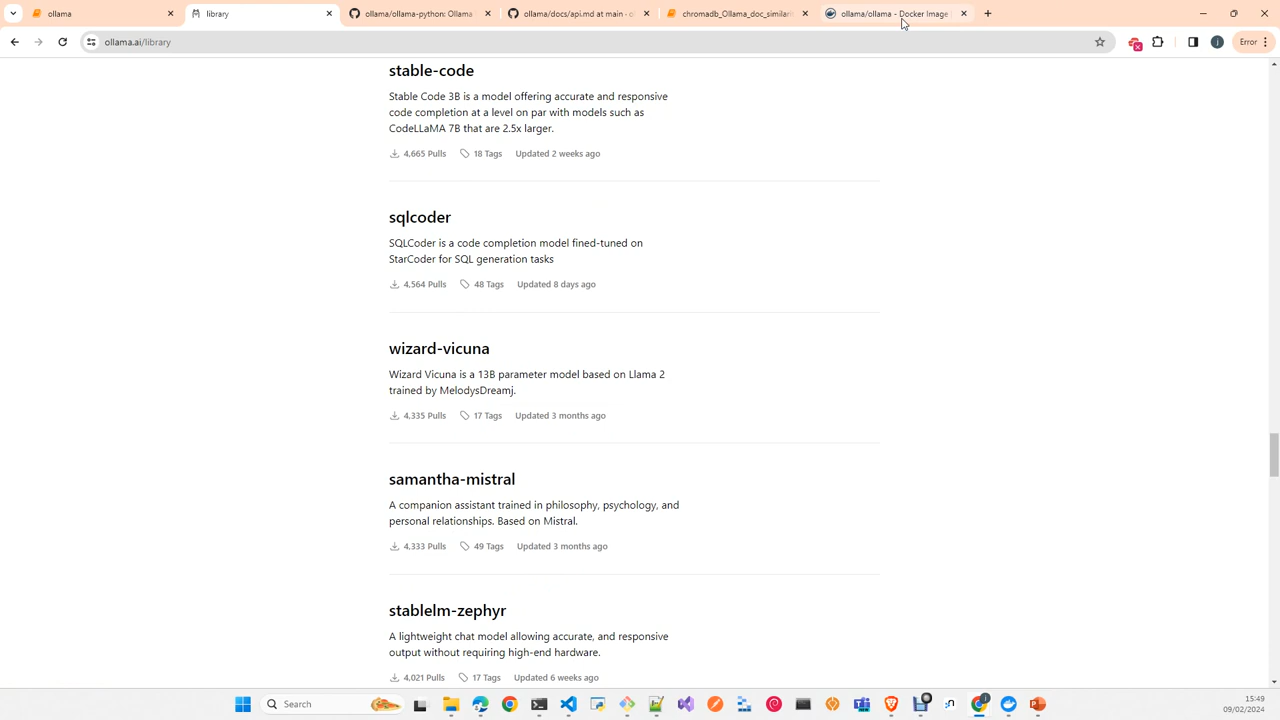 ollama
library
ollama/ollama-python: Ollama
ollama/docs/api.md at main · o
chromadb_Ollama_doc_similarit
ollama/ollama - Docker Image
ollama.ai/library
Error
stable-code
Stable Code 3B is a model offering accurate and responsive
code completion at a level on par with models such as
CodeLLaMA 7B that are 2.5x larger.
4,665 Pulls 18 Tags Updated 2 weeks ago
sqlcoder
SQLCoder is a code completion model fined-tuned on
StarCoder for SQL generation tasks
4,564 Pulls 48 Tags Updated 8 days ago
wizard-vicuna
Wizard Vicuna is a 13B parameter model based on Llama 2
trained by MelodysDreamj.
4,335 Pulls 17 Tags Updated 3 months ago
samantha-mistral
A companion assistant trained in philosophy, psychology, and
personal relationships. Based on Mistral.
4,333 Pulls 49 Tags Updated 3 months ago
stablelm-zephyr
A lightweight chat model allowing accurate, and responsive
output without requiring high-end hardware.
4,021 Pulls 17 Tags Updated 6 weeks ago
Search
15:49
09/02/2024